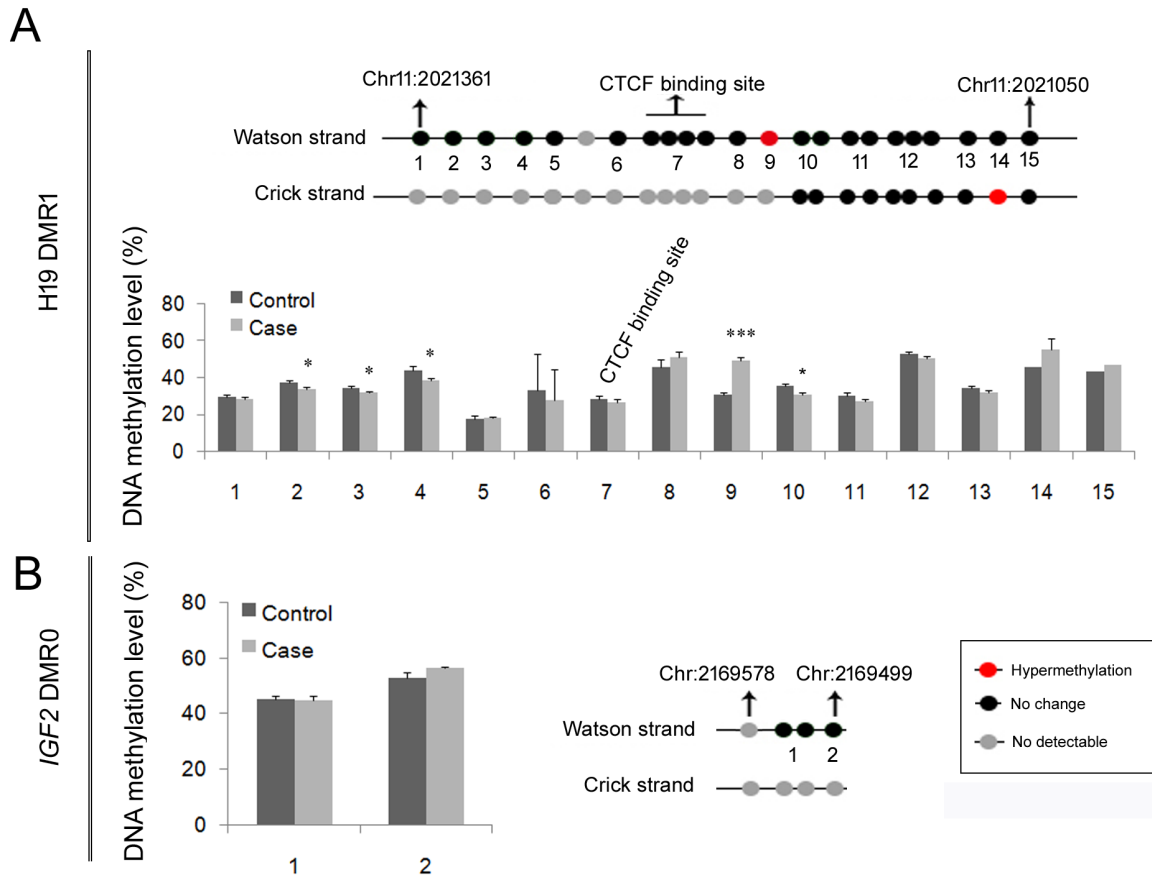 A
H19 DMR1
Chr11:2021361
CTCF binding site
Chr11:2021050
Watson strand
1 2 3 4 5 6 7 8 9 10 11 12 13 14 15
Crick strand
DNA methylation level (%)
80
60
40
20
0
Control
Case
* * * CTCF binding site *** *
1 2 3 4 5 6 7 8 9 10 11 12 13 14 15
B
IGF2 DMR0
DNA methylation level (%)
80
60
40
20
0
Control
Case
1 2
Chr:2169578 Chr:2169499
Watson strand
1 2
Crick strand
Hypermethylation
No change
No detectable